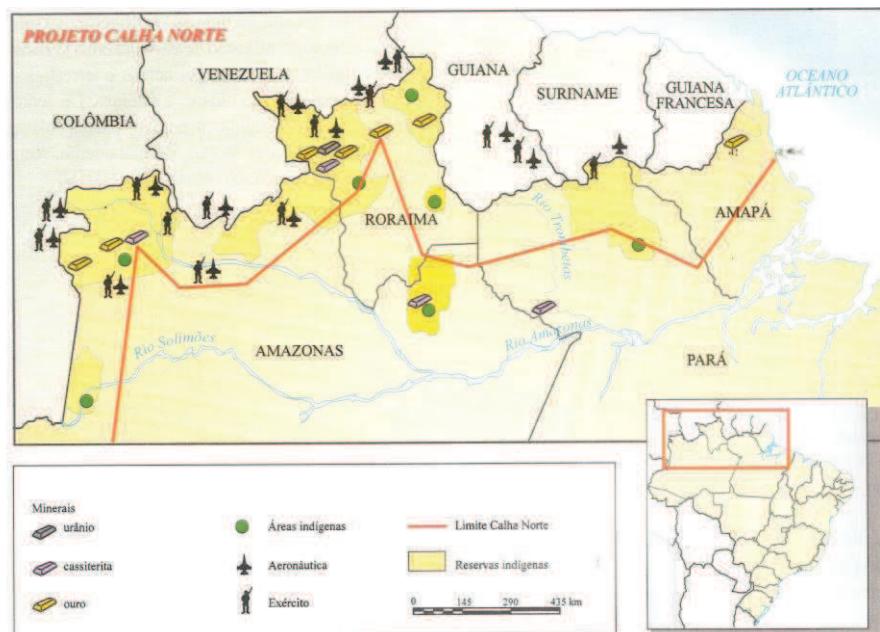 PROJETO CALHA NORTE
VENEZUELA
GUIANA
SURINAME
GUIANA
FRANCESA
OCEANO
ATLÂNTICO
COLÔMBIA
RORAIMA
AMAPÁ
Rio Trombetas
Rio Solimões
AMAZONAS
Rio Amazonas
PARÁ
Minerais
urânio
cassiterita
ouro
Áreas indígenas
Aeronáutica
Exército
Limite Calha Norte
Reservas indígenas
0 145 290 435 km